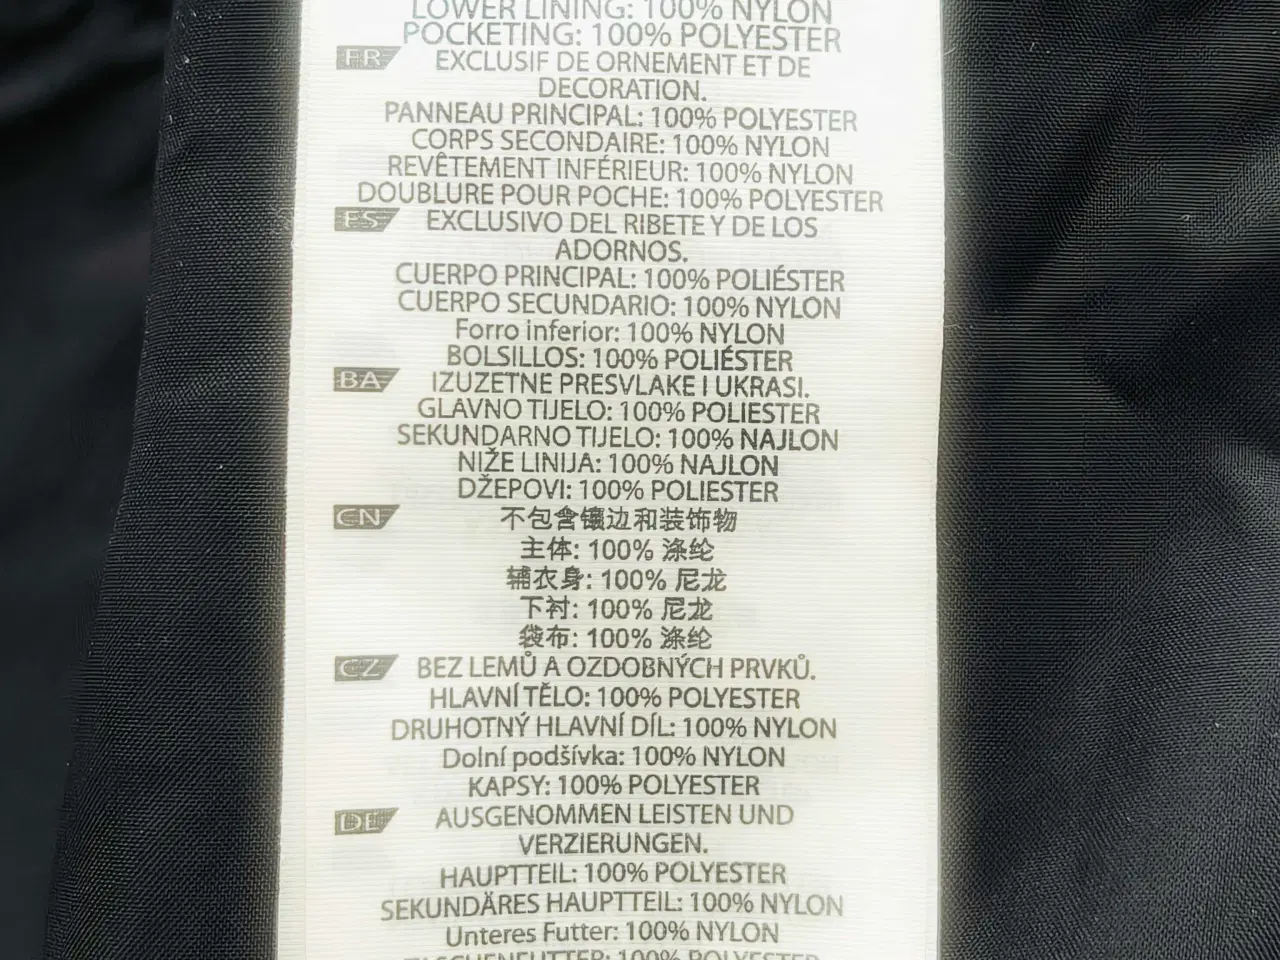 LOWER LINING: 100% NYLON
POCKETING: 100% POLYESTER
FR EXCLUSIF DE ORNEMENT ET DE
DECORATION.
PANNEAU PRINCIPAL: 100% POLYESTER
CORPS SECONDAIRE: 100% NYLON
REVÊTEMENT INFÉRIEUR: 100% NYLON
DOUBLURE POUR POCHE: 100% POLYESTER
ES EXCLUSIVO DEL RIBETE Y DE LOS
ADORNOS.
CUERPO PRINCIPAL: 100% POLIÉSTER
CUERPO SECUNDARIO: 100% NYLON
Forro inferior: 100% NYLON
BOLSILLOS: 100% POLIÉSTER
BA IZUZETNE PRESVLAKE I UKRASI.
GLAVNO TIJELO: 100% POLIESTER
SEKUNDARNO TIJELO: 100% NAJLON
NIŽE LINIJA: 100% NAJLON
DŽEPOVI: 100% POLIESTER
CN 不包含镶边和装饰物
主体: 100% 涤纶
辅衣身: 100% 尼龙
下衬: 100% 尼龙
袋布: 100% 涤纶
CZ BEZ LEMŮ A OZDOBNÝCH PRVKŮ.
HLAVNÍ TĚLO: 100% POLYESTER
DRUHOTNÝ HLAVNÍ DÍL: 100% NYLON
Dolní podšívka: 100% NYLON
KAPSY: 100% POLYESTER
DE AUSGENOMMEN LEISTEN UND
VERZIERUNGEN.
HAUPTTEIL: 100% POLYESTER
SEKUNDÄRES HAUPTTEIL: 100% NYLON
Unteres Futter: 100% NYLON
TASCHENFUTTER: 100% POLYESTER